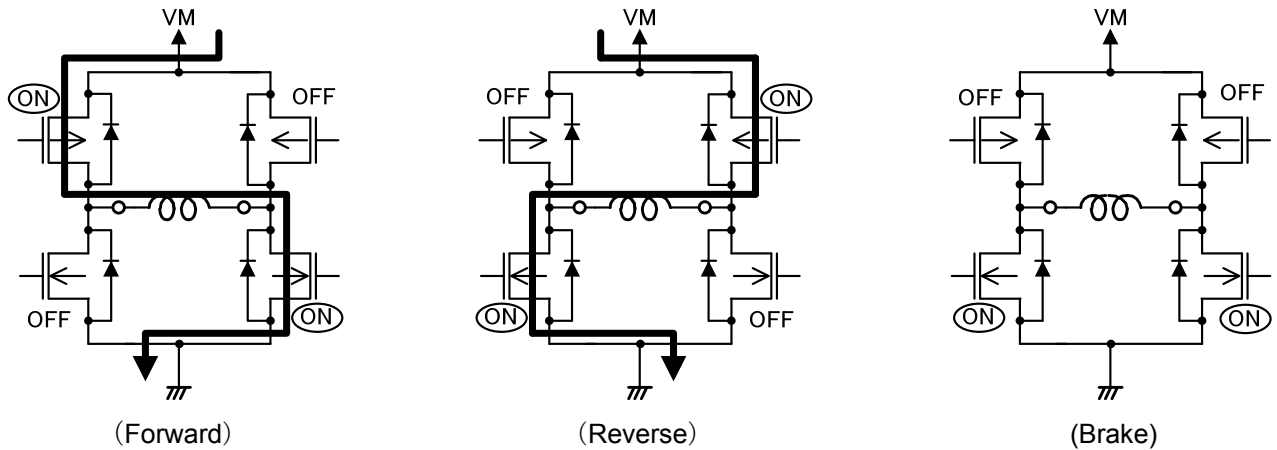 VM
VM
VM
ON
OFF
OFF
ON
OFF
OFF
OFF
ON
ON
OFF
ON
ON
（Forward）
（Reverse）
(Brake)